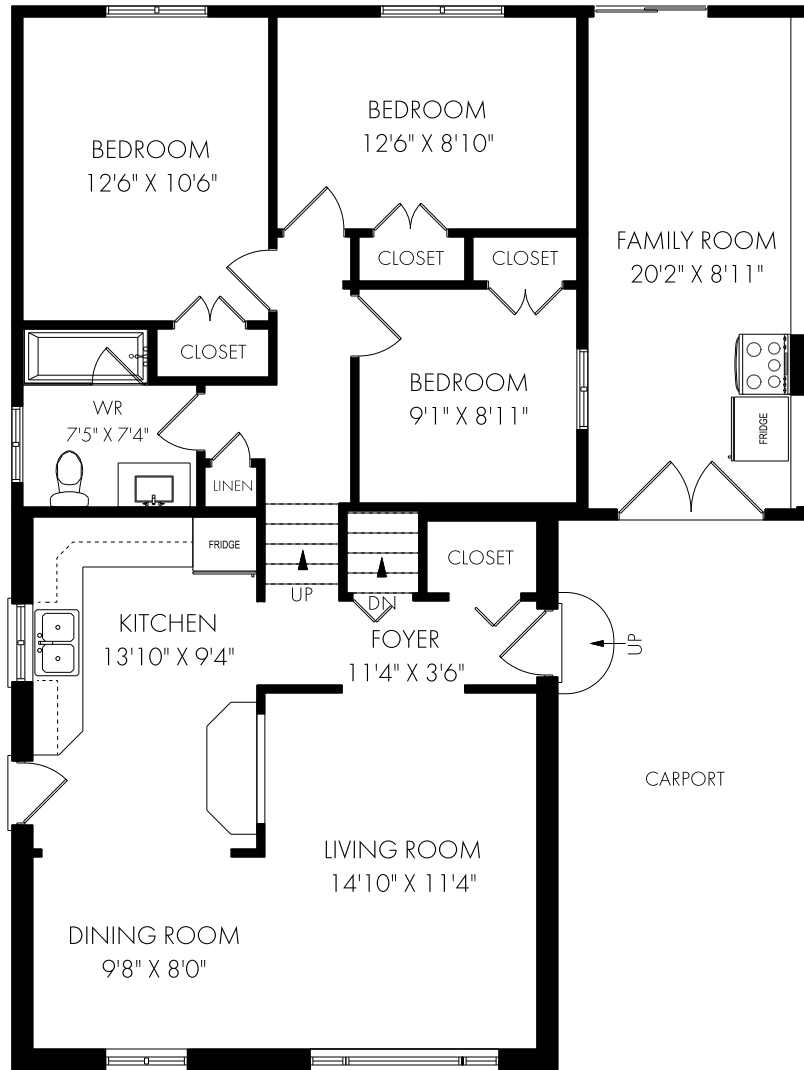 BEDROOM
12'6" X 10'6"
BEDROOM
12'6" X 8'10"
FAMILY ROOM
20'2" X 8'11"
CLOSET
CLOSET
CLOSET
BEDROOM
9'1" X 8'11"
WR
7'5" X 7'4"
FRIDGE
LINEN
FRIDGE
CLOSET
UP
DN
KITCHEN
13'10" X 9'4"
FOYER
11'4" X 3'6"
UP
CARPORT
LIVING ROOM
14'10" X 11'4"
DINING ROOM
9'8" X 8'0"